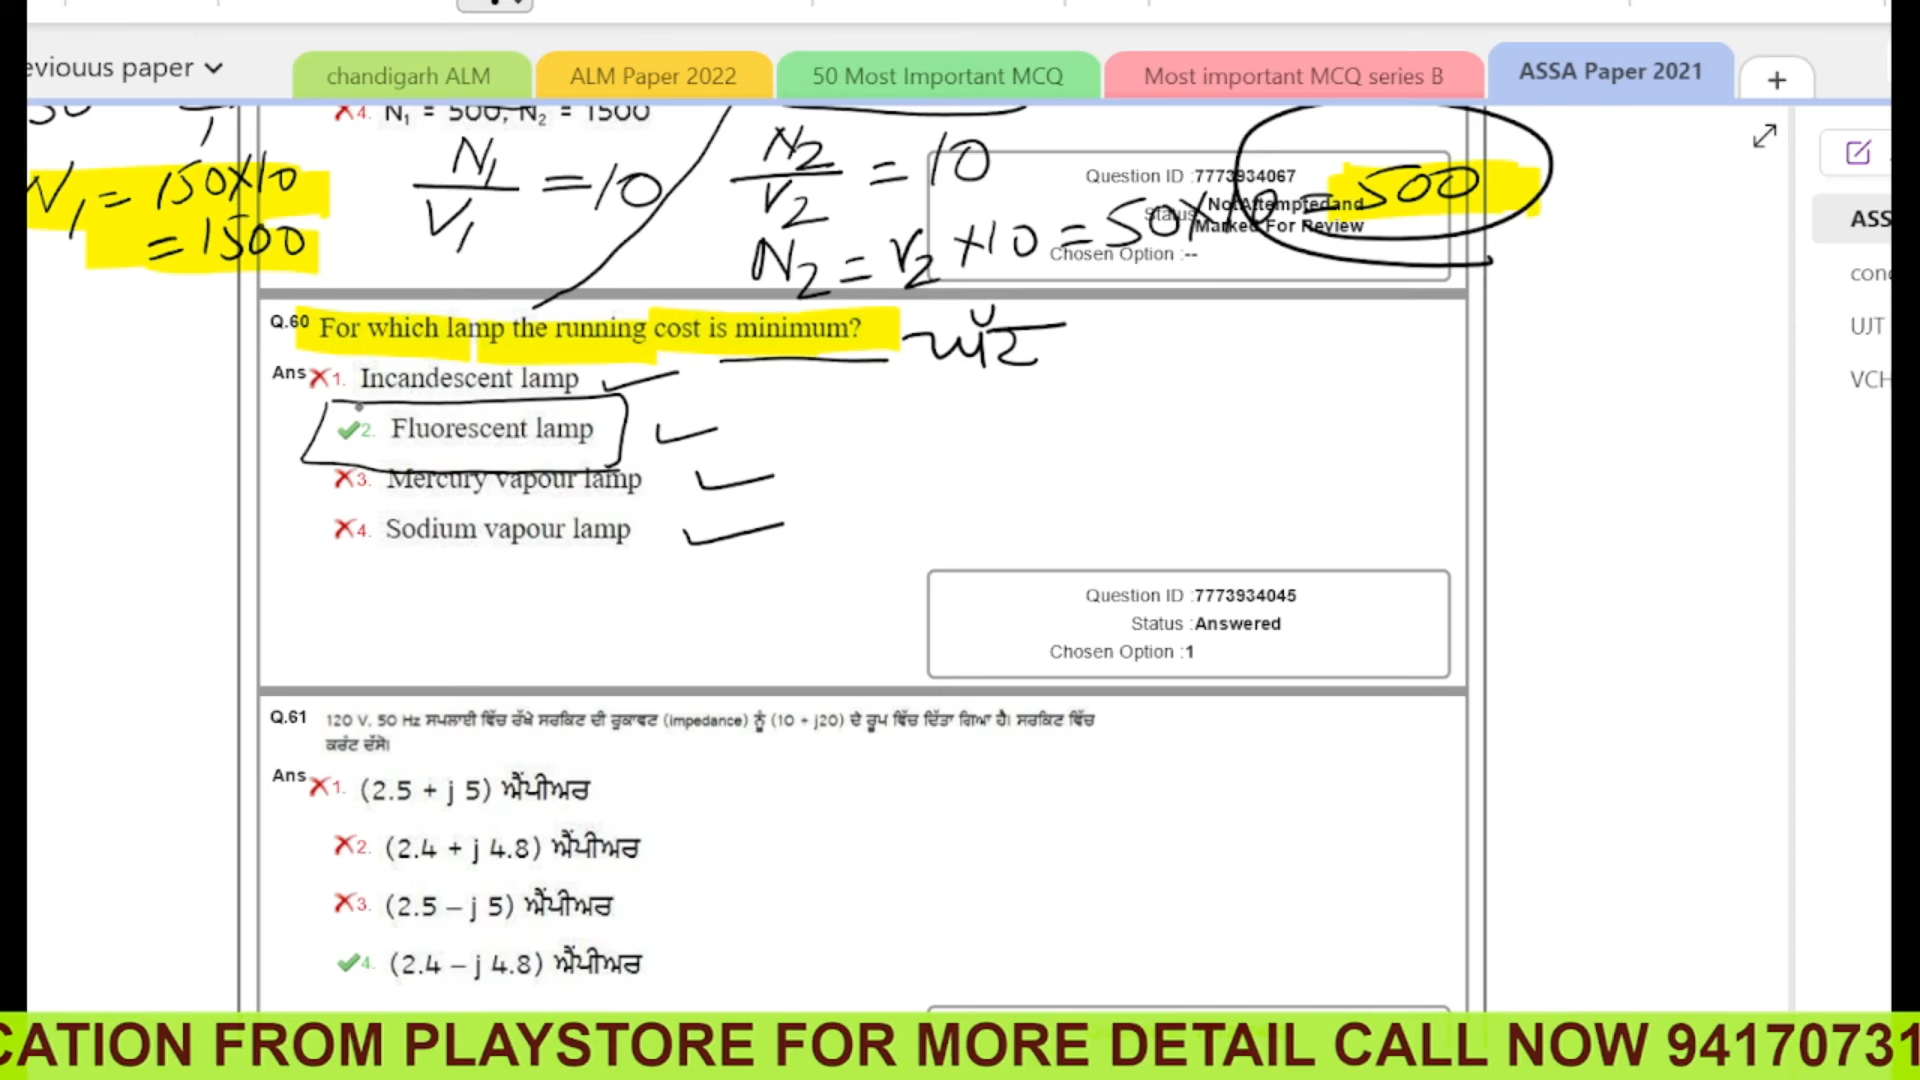 eviouus paper
chandigarh ALM
ALM Paper 2022
50 Most Important MCQ
Most important MCQ series B
ASSA Paper 2021
+
✗4. N₁ = 500, N₂ = 1500
V₁ = 150×10
= 1500
N₁/V₁ = 10
N₂/V₂ = 10
N₂ = V₂ ×10 = 50×10 = 500
Question ID :7773934067
Status : Not Attempted and
Marked For Review
Chosen Option :--
ASS
con
UJT
VCH
Q.60 For which lamp the running cost is minimum?
Ans ✗1. Incandescent lamp
✓2. Fluorescent lamp
✗3. Mercury vapour lamp
✗4. Sodium vapour lamp
Question ID :7773934045
Status :Answered
Chosen Option :1
Q.61 120 V, 50 Hz ਸਪਲਾਈ ਵਿੱਚ ਰੱਖੇ ਸਰਕਿਟ ਦੀ ਰੁਕਾਵਟ (impedance) ਨੂੰ (10 + j20) ਦੇ ਰੂਪ ਵਿੱਚ ਦਿੱਤਾ ਗਿਆ ਹੈ। ਸਰਕਿਟ ਵਿੱਚ
ਕਰੰਟ ਦੱਸੋ।
Ans ✗1. (2.5 + j 5) ਐਂਪੀਅਰ
✗2. (2.4 + j 4.8) ਐਂਪੀਅਰ
✗3. (2.5 – j 5) ਐਂਪੀਅਰ
✓4. (2.4 – j 4.8) ਐਂਪੀਅਰ
CATION FROM PLAYSTORE FOR MORE DETAIL CALL NOW 94170731